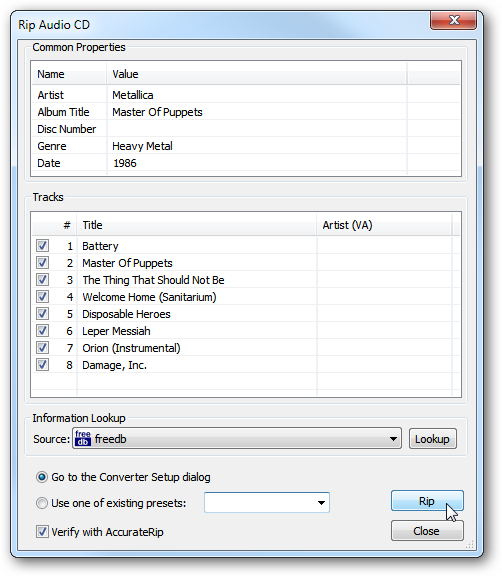 Rip Audio CD
Common Properties
Name Value
Artist Metallica
Album Title Master Of Puppets
Disc Number
Genre Heavy Metal
Date 1986
Tracks
# Title Artist (VA)
1 Battery
2 Master Of Puppets
3 The Thing That Should Not Be
4 Welcome Home (Sanitarium)
5 Disposable Heroes
6 Leper Messiah
7 Orion (Instrumental)
8 Damage, Inc.
Information Lookup
Source: free db freedb Lookup
Go to the Converter Setup dialog
Use one of existing presets: Rip
Verify with AccurateRip Close